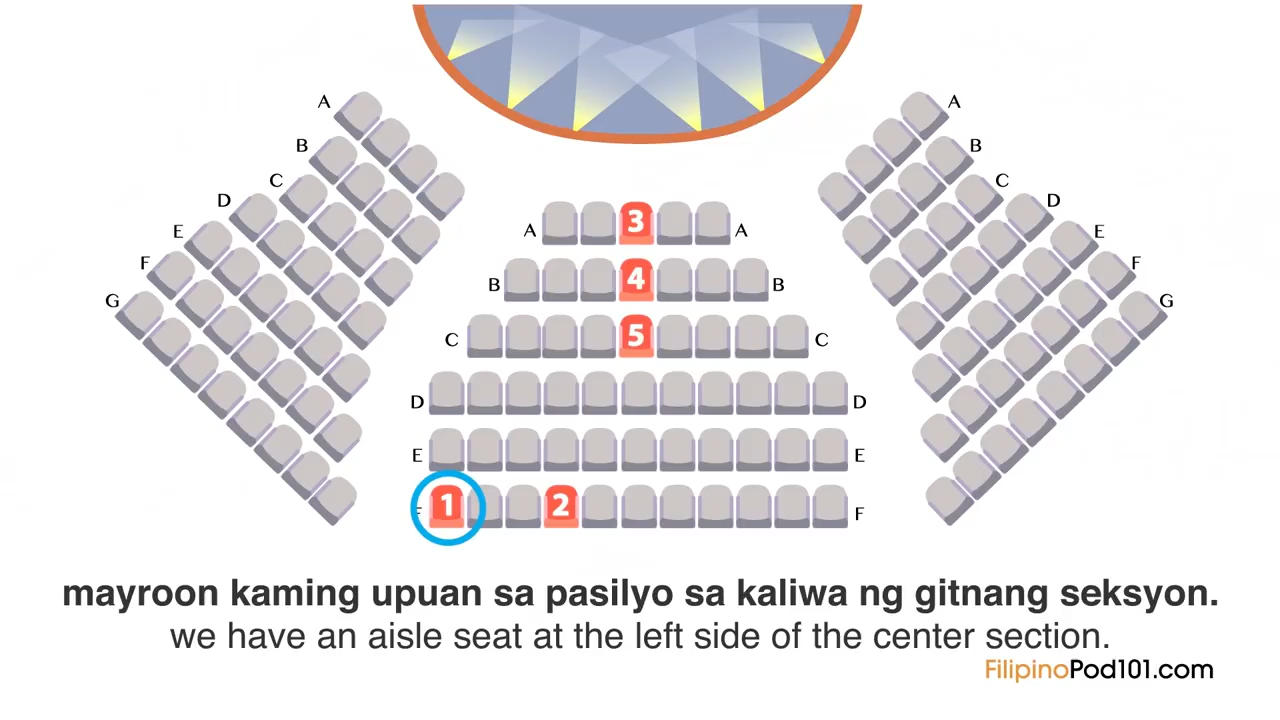 A
B
C
D
E
F
G
A
B
C
D
E
F
G
A 3 A
B 4 B
C 5 C
D D
E E
F 1 2 F
mayroon kaming upuan sa pasilyo sa kaliwa ng gitnang seksyon.
we have an aisle seat at the left side of the center section.
FilipinoPod101.com